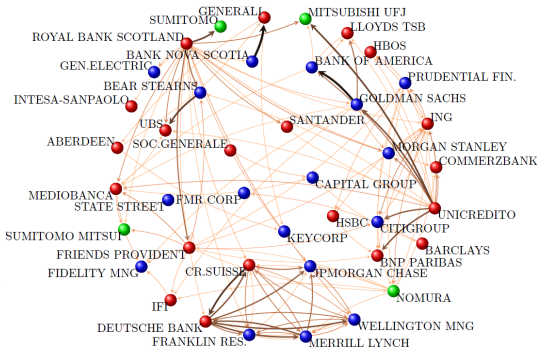 GENERALI
MITSUBISHI UFJ
SUMITOMO
LLOYDS TSB
ROYAL BANK SCOTLAND
HBOS
BANK NOVA SCOTIA
BANK OF AMERICA
GEN.ELECTRIC
PRUDENTIAL FIN.
BEAR STEARNS
INTESA-SANPAOLO
GOLDMAN SACHS
UBS
SANTANDER
ING
ABERDEEN
SOC.GENERALE
MORGAN STANLEY
COMMERZBANK
CAPITAL GROUP
MEDIOBANCA
STATE STREET
FMR CORP
UNICREDITO
HSBC
CITIGROUP
SUMITOMO MITSUI
KEYCORP
FRIENDS PROVIDENT
BARCLAYS
BNP PARIBAS
FIDELITY MNG
CR.SUISSE
JPMORGAN CHASE
NOMURA
IFI
DEUTSCHE BANK
WELLINGTON MNG
FRANKLIN RES.
MERRILL LYNCH